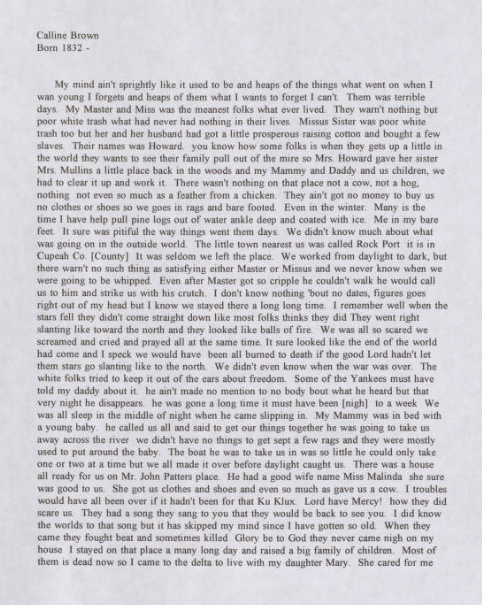 Calline Brown
Born 1832 -
My mind ain't sprightly like it used to be and heaps of the things what went on when I
wan young I forgets and heaps of them what I wants to forget I can't. Them was terrible
days. My Master and Miss was the meanest folks what ever lived. They warn't nothing but
poor white trash what had never had nothing in their lives. Missus Sister was poor white
trash too but her and her husband had got a little prosperous raising cotton and bought a few
slaves. Their names was Howard. you know how some folks is when they gets up a little in
the world they wants to see their family pull out of the mire so Mrs. Howard gave her sister
Mrs. Mullins a little place back in the woods and my Mammy and Daddy and us children, we
had to clear it up and work it. There wasn't nothing on that place not a cow, not a hog,
nothing not even so much as a feather from a chicken. They ain't got no money to buy us
no clothes or shoes so we goes in rags and bare footed. Even in the winter. Many is the
time I have help pull pine logs out of water ankle deep and coated with ice. Me in my bare
feet. It sure was pitiful the way things went them days. We didn't know much about what
was going on in the outside world. The little town nearest us was called Rock Port it is in
Cupeah Co. [County] It was seldom we left the place. We worked from daylight to dark, but
there warn't no such thing as satisfying either Master or Missus and we never know when we
were going to be whipped. Even after Master got so cripple he couldn't walk he would call
us to him and strike us with his crutch. I don't know nothing 'bout no dates, figures goes
right out of my head but I know we stayed there a long long time. I remember well when the
stars fell they didn't come straight down like most folks thinks they did They went right
slanting like toward the north and they looked like balls of fire. We was all so scared we
screamed and cried and prayed all at the same time. It sure looked like the end of the world
had come and I speck we would have been all burned to death if the good Lord hadn't let
them stars go slanting like to the north. We didn't even know when the war was over. The
white folks tried to keep it out of the ears about freedom. Some of the Yankees must have
told my daddy about it. he ain't made no mention to no body bout what he heard but that
very night he disappears. he was gone a long time it must have been [nigh] to a week We
was all sleep in the middle of night when he came slipping in. My Mammy was in bed with
a young baby. he called us all and said to get our things together he was going to take us
away across the river we didn't have no things to get sept a few rags and they were mostly
used to put around the baby. The boat he was to take us in was so little he could only take
one or two at a time but we all made it over before daylight caught us. There was a house
all ready for us on Mr. John Patters place. He had a good wife name Miss Malinda she sure
was good to us. She got us clothes and shoes and even so much as gave us a cow. I troubles
would have all been over if it hadn't been for that Ku Klux. Lord have Mercy! how they did
scare us. They had a song they sang to you that they would be back to see you. I did know
the worlds to that song but it has skipped my mind since I have gotten so old. When they
came they fought beat and sometimes killed Glory be to God they never came nigh on my
house I stayed on that place a many long day and raised a big family of children. Most of
them is dead now so I came to the delta to live with my daughter Mary. She cared for me